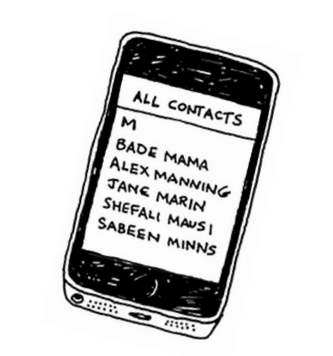 ALL CONTACTS
M
BADE MAMA
ALEX MANNING
JANE MARIN
SHEFALI MAUSI
SABEEN MINNS